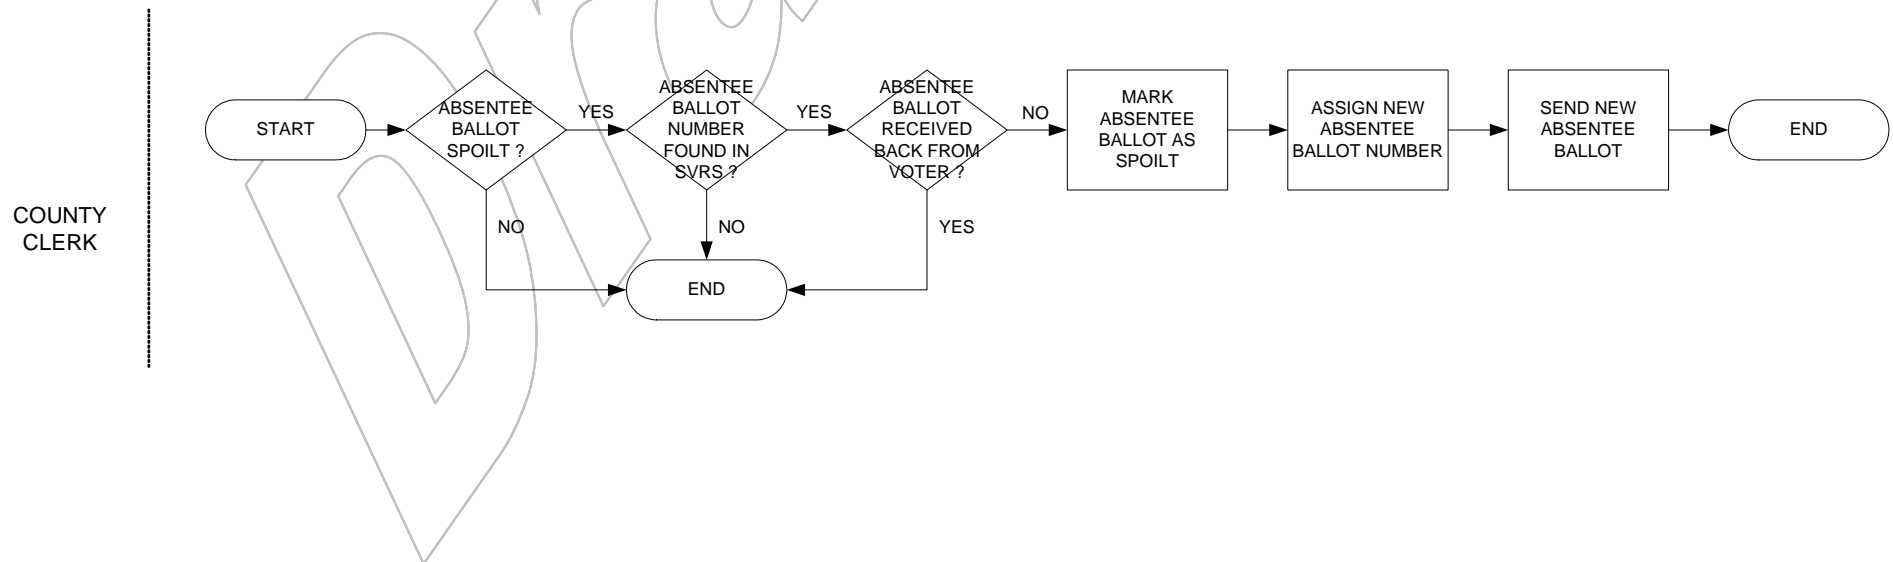 COUNTY
CLERK
START
ABSENTEE
BALLOT
SPOILT ?
YES
NO
ABSENTEE
BALLOT
NUMBER
FOUND IN
SVRS ?
YES
NO
ABSENTEE
BALLOT
RECEIVED
BACK FROM
VOTER ?
NO
YES
MARK
ABSENTEE
BALLOT AS
SPOILT
ASSIGN NEW
ABSENTEE
BALLOT NUMBER
SEND NEW
ABSENTEE
BALLOT
END
END